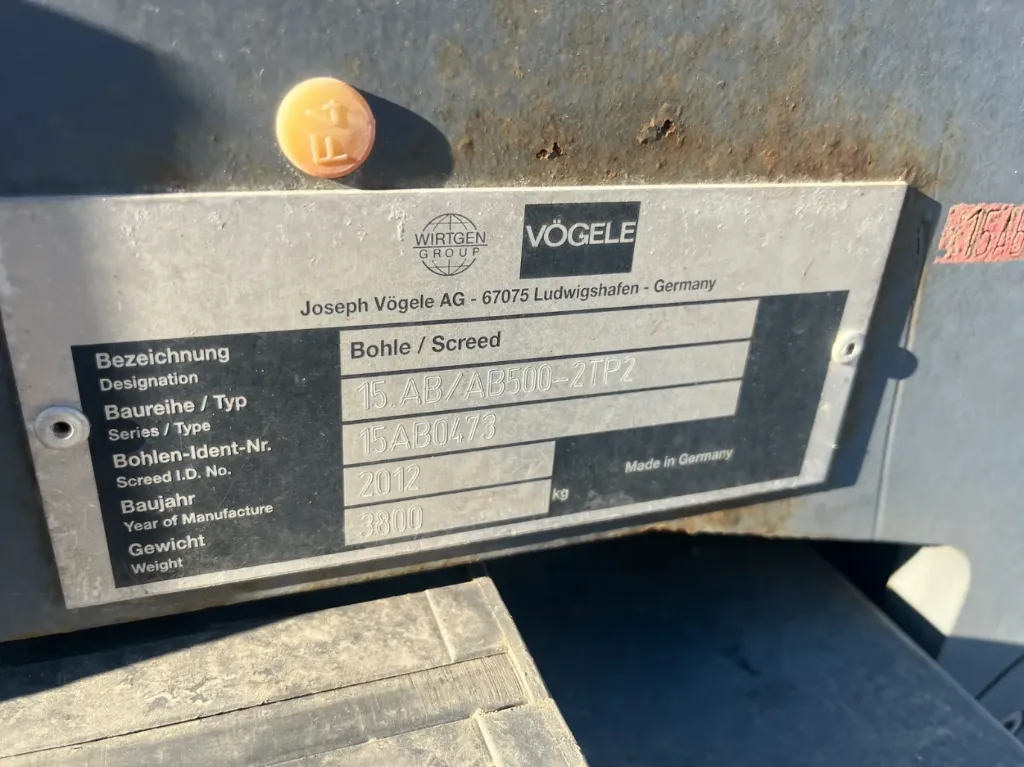 F4
WIRTGEN
GROUP
VÖGELE
15AB
Joseph Vögele AG - 67075 Ludwigshafen - Germany
Bezeichnung
Designation
Bohle / Screed
Baureihe / Typ
Series / Type
15.AB/AB500-2TP2
Bohlen-Ident-Nr.
Screed I.D. No.
15AB0473
Baujahr
Year of Manufacture
2012
Made in Germany
Gewicht
Weight
3800
kg